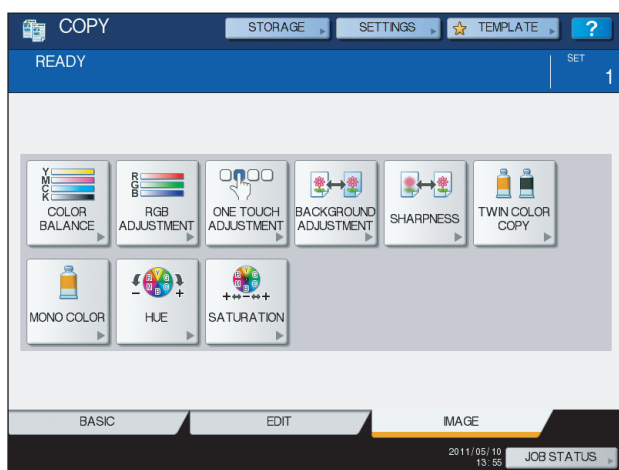 COPY
STORAGE
SETTINGS
TEMPLATE
?
READY
SET
1
Y
M
C
K
COLOR
BALANCE
R
G
B
RGB
ADJUSTMENT
ONE TOUCH
ADJUSTMENT
BACKGROUND
ADJUSTMENT
SHARPNESS
TWIN COLOR
COPY
MONO COLOR
- +
HUE
+ - +
SATURATION
BASIC
EDIT
IMAGE
2011/05/10
13:55
JOB STATUS